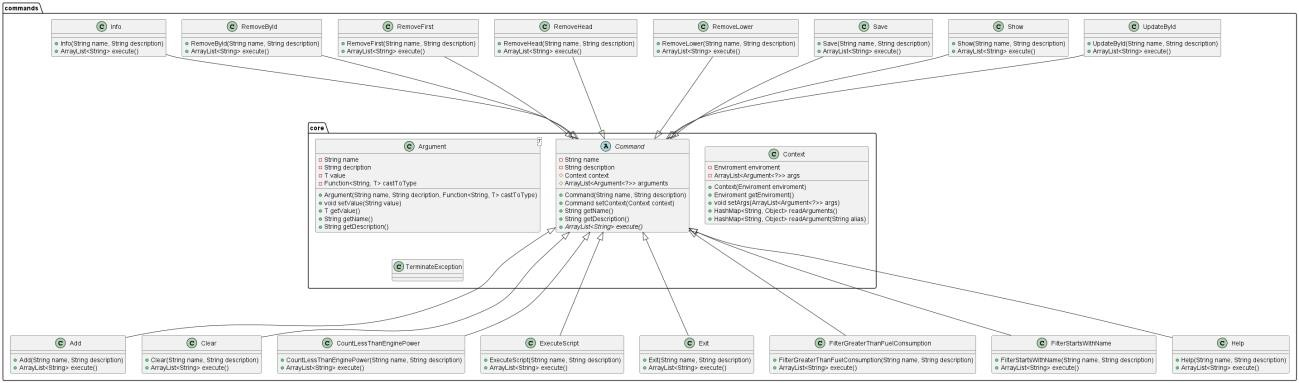 commands
C Info
Info(String name, String description)
ArrayList<String> execute()
C RemoveById
RemoveById(String name, String description)
ArrayList<String> execute()
C RemoveFirst
RemoveFirst(String name, String description)
ArrayList<String> execute()
C RemoveHead
RemoveHead(String name, String description)
ArrayList<String> execute()
C RemoveLower
RemoveLower(String name, String description)
ArrayList<String> execute()
C Save
Save(String name, String description)
ArrayList<String> execute()
C Show
Show(String name, String description)
ArrayList<String> execute()
C UpdateById
UpdateById(String name, String description)
ArrayList<String> execute()
core
C Argument
T
String name
String decription
T value
Function<String, T> castToType
Argument(String name, String decription, Function<String, T> castToType)
void setValue(String value)
T getValue()
String getName()
String getDescription()
A Command
String name
String description
Context context
ArrayList<Argument<?>> arguments
Command(String name, String description)
Command setContext(Context context)
String getName()
String getDescription()
ArrayList<String> execute()
C Context
Enviroment enviroment
ArrayList<Argument<?>> args
Context(Enviroment enviroment)
Enviroment getEnviroment()
void setArgs(ArrayList<Argument<?>> args)
HashMap<String, Object> readArguments()
HashMap<String, Object> readArgument(String alias)
C TerminateException
C Add
Add(String name, String description)
ArrayList<String> execute()
C Clear
Clear(String name, String description)
ArrayList<String> execute()
C CountLessThanEnginePower
CountLessThanEnginePower(String name, String description)
ArrayList<String> execute()
C ExecuteScript
ExecuteScript(String name, String description)
ArrayList<String> execute()
C Exit
Exit(String name, String description)
ArrayList<String> execute()
C FilterGreaterThanFuelConsumption
FilterGreaterThanFuelConsumption(String name, String description)
ArrayList<String> execute()
C FilterStartsWithName
FilterStartsWithName(String name, String description)
ArrayList<String> execute()
C Help
Help(String name, String description)
ArrayList<String> execute()